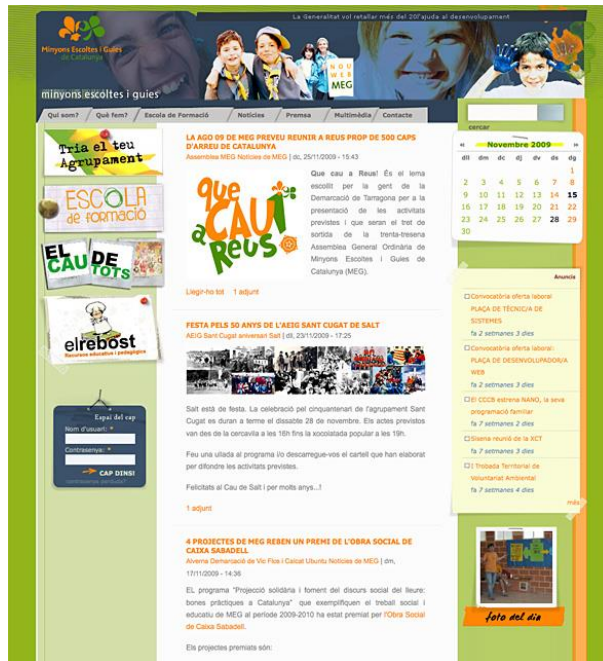 La Generalitat vol retallar més del 20l'ajuda al desenvolupament
Minyons Escoltes i Guies
de Catalunya
NOU
WEB
MEG
minyons escoltes i guies
Qui som?
Què fem?
Escola de Formació
Notícies
Premsa
Multimèdia
Contacte
cercar
Tria el teu
Agrupament
ESCOLA
de formació
EL CAU DE TOTS
elrebost
Recursos educatius i pedagògics
Espai del cap
Nom d'usuari: *
Contrasenya: *
CAP DINS!
contrasenya perduda?
LA AGO 09 DE MEG PREVEU REUNIR A REUS PROP DE 500 CAPS
D'ARREU DE CATALUNYA
Assemblea MEG Notícies de MEG | dc, 25/11/2009 - 15:43
que
CAU
a
REUS!
Que cau a Reus! És el lema
escollit per la gent de la
Demarcació de Tarragona per a la
presentació de les activitats
previstes i que seran el tret de
sortida de la trenta-tresena
Assemblea General Ordinària de
Minyons Escoltes i Guies de
Catalunya (MEG).
Llegir-ho tot 1 adjunt
FESTA PELS 50 ANYS DE L'AEIG SANT CUGAT DE SALT
AEIG Sant Cugat aniversari Salt | dl, 23/11/2009 - 17:25
Salt està de festa. La celebració pel cinquantenari de l'agrupament Sant
Cugat es duran a terme el dissabte 28 de novembre. Els actes previstos
van des de la cercavila a les 16h fins la xocolatada popular a les 19h.
Feu una ullada al programa i/o descarregue-vos el cartell que han elaborat
per difondre les activitats previstes.
Felicitats al Cau de Salt i per molts anys...!
1 adjunt
4 PROJECTES DE MEG REBEN UN PREMI DE L'OBRA SOCIAL DE
CAIXA SABADELL
Alverns Demarcació de Vic Flos i Calcat Ubuntu Notícies de MEG | dm,
17/11/2009 - 14:36
EL programa "Projecció solidària i foment del discurs social del lleure:
bones pràctiques a Catalunya" que exemplifiquen el treball social i
educatiu de MEG al període 2009-2010 ha estat premiat per l'Obra Social
de Caixa Sabadell.
Els projectes premiats són:
« Novembre 2009 »
dll dm dc dj dv ds dg
1
2 3 4 5 6 7 8
9 10 11 12 13 14 15
16 17 18 19 20 21 22
23 24 25 26 27 28 29
30
Anuncis
Convocatòria oferta laboral:
PLAÇA DE TÈCNIC/A DE
SISTEMES
fa 2 setmanes 3 dies
Convocatòria oferta laboral:
PLAÇA DE DESENVOLUPADOR/A
WEB
fa 2 setmanes 3 dies
El CCCB estrena NANO, la seva
programació familiar
fa 7 setmanes 2 dies
Sisena reunió de la XCT
fa 7 setmanes 3 dies
I Trobada Territorial de
Voluntariat Ambiental
fa 7 setmanes 4 dies
més
foto del dia